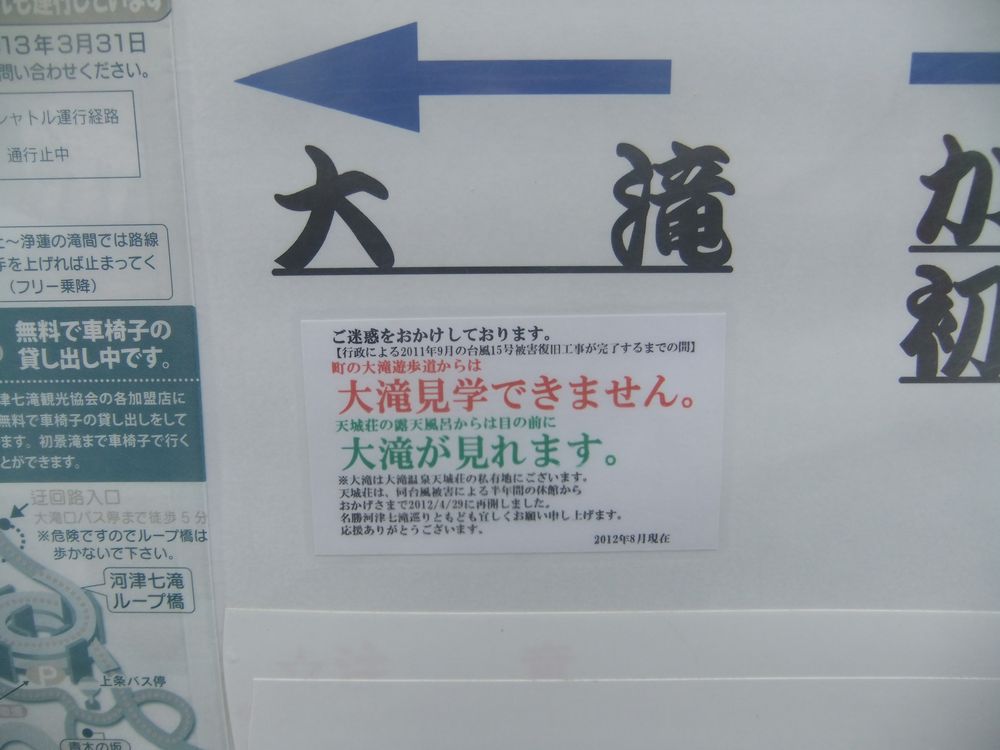 も運行しています
13年3月31日
問い合わせください。
シャトル運行経路
通行止中
～浄蓮の滝間では路線
手を上げれば止まってく
（フリー乗降）
無料で車椅子の
貸し出し中です。
津七滝観光協会の各加盟店に
無料で車椅子の貸し出しをして
ます。初景滝まで車椅子で行く
とができます。
迂回路入口
大滝口バス停まで徒歩5分
※危険ですのでループ橋は
歩かないで下さい。
河津七滝
ループ橋
P
上条バス停
青木の坂
大滝
ご迷惑をおかけしております。
【行政による2011年9月の台風15号被害復旧工事が完了するまでの間】
町の大滝遊歩道からは
大滝見学できません。
天城荘の露天風呂からは目の前に
大滝が見れます。
※大滝は大滝温泉天城荘の私有地にございます。
天城荘は、同台風被害による半年間の休館から
おかげさまで2012/4/29に再開しました。
名勝河津七滝巡りともども宜しくお願い申し上げます。
応援ありがとうございます。
2012年8月現在
か
初